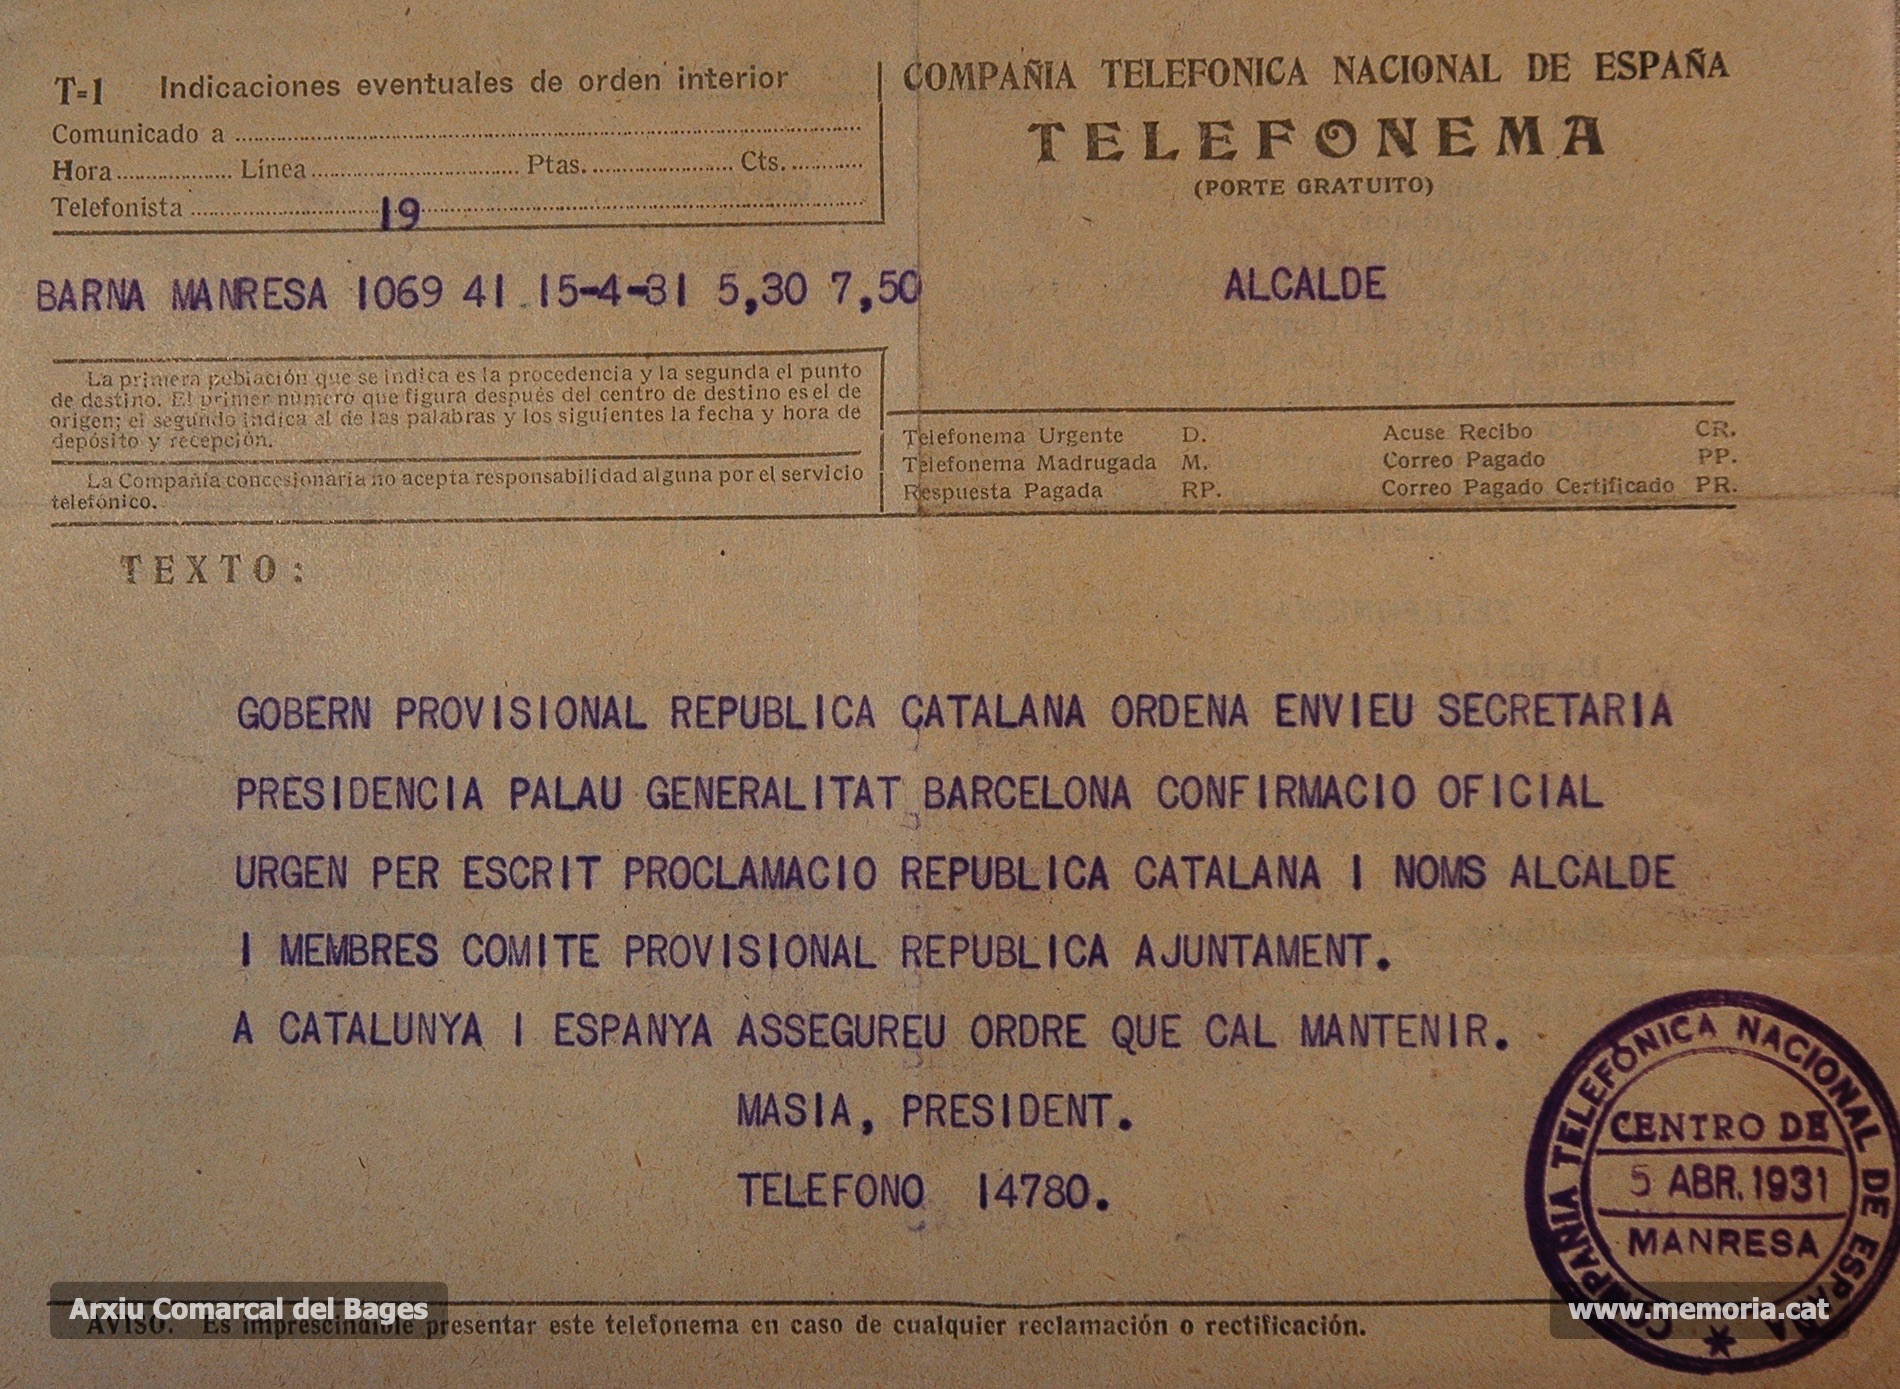 T=1 Indicaciones eventuales de orden interior
Comunicado a
Hora Línea Ptas. Cts.
Telefonista 19
COMPAÑIA TELEFONICA NACIONAL DE ESPAÑA
TELEFONEMA
(PORTE GRATUITO)
BARNA MANRESA 1069 41 15-4-31 5,30 7,50
ALCALDE
La primera población que se indica es la procedencia y la segunda el punto
de destino. El primer número que figura después del centro de destino es el de
origen; el segundo indica al de las palabras y los siguientes la fecha y hora de
depósito y recepción.
La Compañía concesionaria no acepta responsabilidad alguna por el servicio
telefónico.
Telefonema Urgente D. Acuse Recibo CR.
Telefonema Madrugada M. Correo Pagado PP.
Respuesta Pagada RP. Correo Pagado Certificado PR.
TEXTO:
GOBERN PROVISIONAL REPUBLICA CATALANA ORDENA ENVIEU SECRETARIA
PRESIDENCIA PALAU GENERALITAT BARCELONA CONFIRMACIO OFICIAL
URGEN PER ESCRIT PROCLAMACIO REPUBLICA CATALANA I NOMS ALCALDE
I MEMBRES COMITE PROVISIONAL REPUBLICA AJUNTAMENT.
A CATALUNYA I ESPANYA ASSEGUREU ORDRE QUE CAL MANTENIR.
MASIA, PRESIDENT.
TELEFONO 14780.
COMPAÑIA TELEFÓNICA NACIONAL DE ESPAÑA
CENTRO DE
5 ABR. 1931
MANRESA
Arxiu Comarcal del Bages
www.memoria.cat
AVISO. Es imprescindible presentar este telefonema en caso de cualquier reclamación o rectificación.